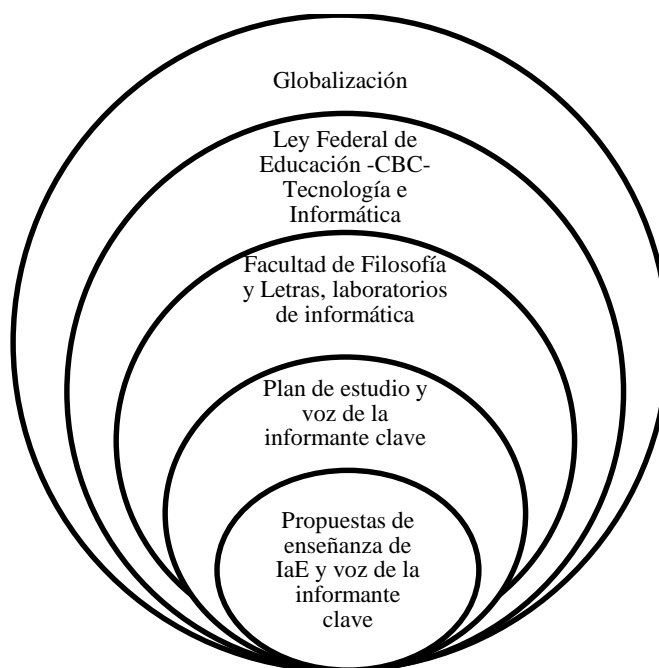 Globalización
Ley Federal de
Educación -CBC-
Tecnología e
Informática
Facultad de Filosofía
y Letras, laboratorios
de informática
Plan de estudio y
voz de la
informante clave
Propuestas de
enseñanza de
IaE y voz de la
informante
clave